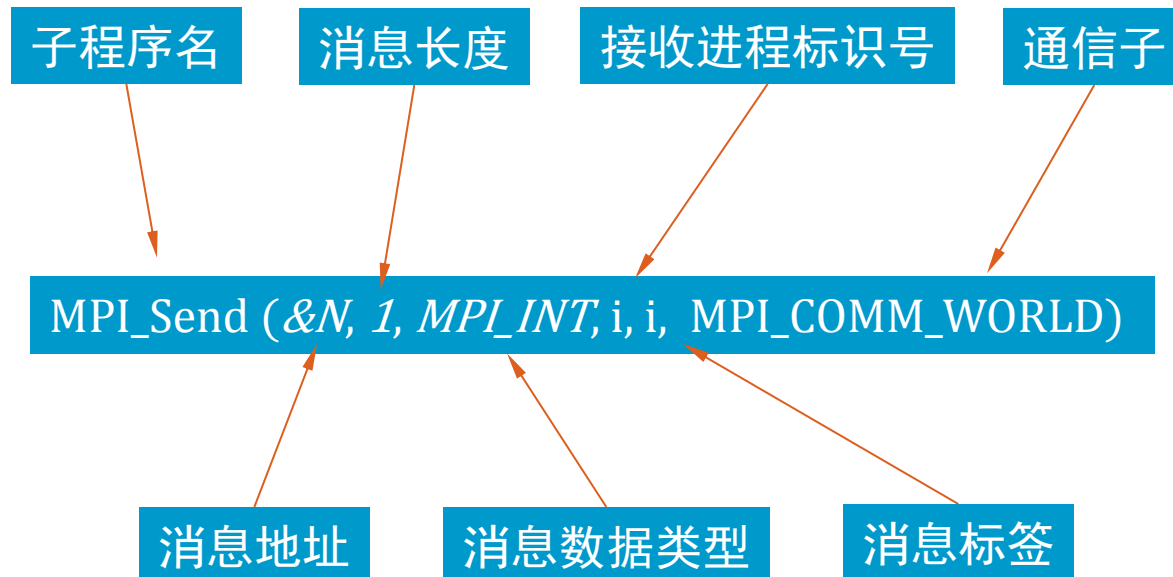 子程序名 消息长度 接收进程标识号 通信子
MPI_Send (&N, 1, MPI_INT, i, i, MPI_COMM_WORLD)
消息地址 消息数据类型 消息标签